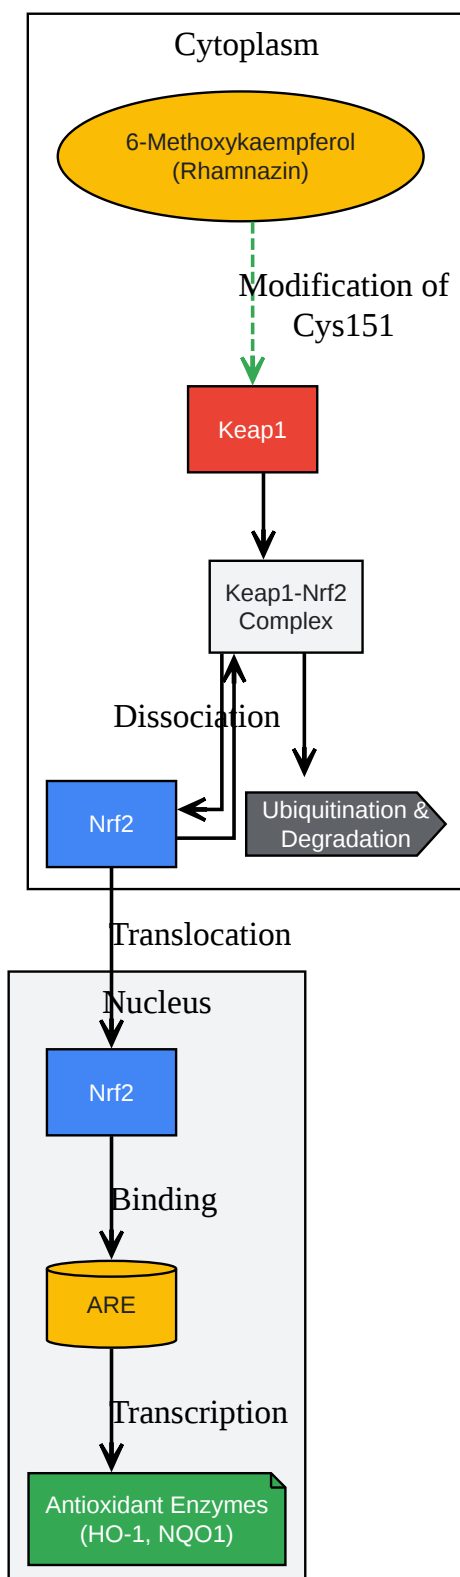 Cytoplasm
6-Methoxykaempferol
(Rhamnazin)
Modification of
Cys151
Keap1
Keap1-Nrf2
Complex
Dissociation
Nrf2
Ubiquitination &
Degradation
Translocation
Nucleus
Nrf2
Binding
ARE
Transcription
Antioxidant Enzymes
(HO-1, NQO1)